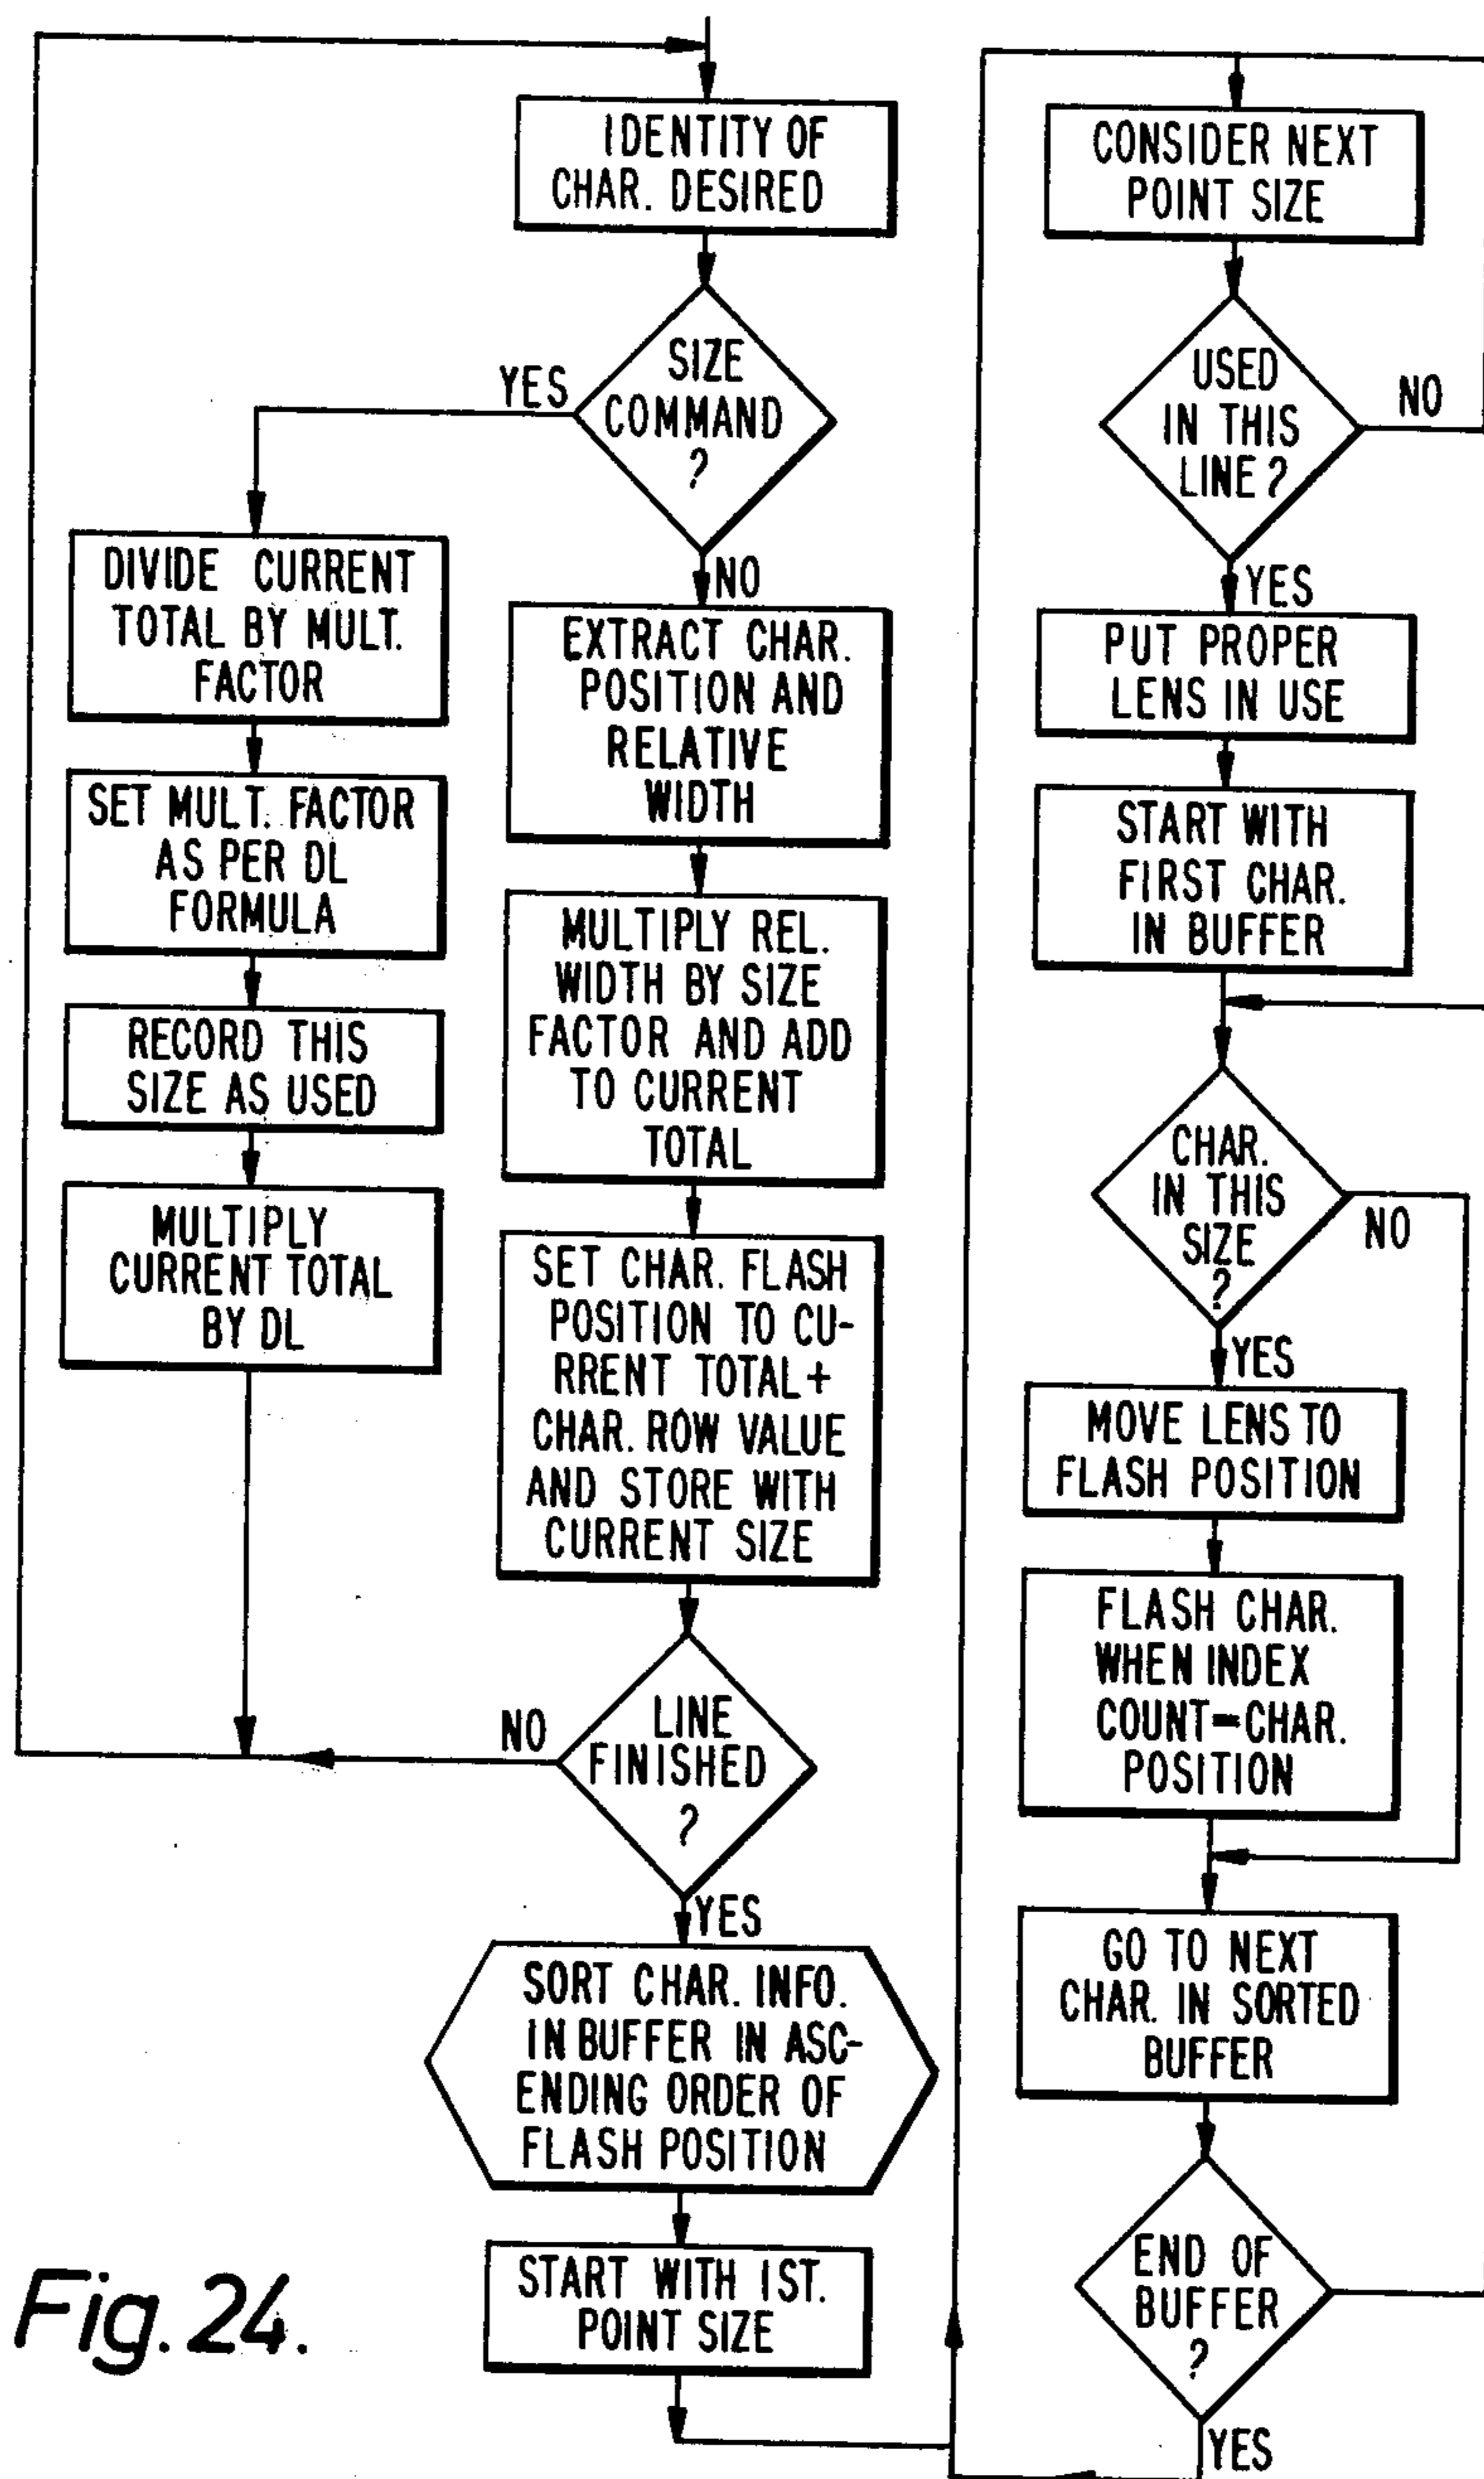 IDENTITY OF
CHAR. DESIRED
SIZE
COMMAND
?
YES
NO
DIVIDE CURRENT
TOTAL BY MULT.
FACTOR
SET MULT. FACTOR
AS PER DL
FORMULA
RECORD THIS
SIZE AS USED
MULTIPLY
CURRENT TOTAL
BY DL
EXTRACT CHAR.
POSITION AND
RELATIVE
WIDTH
MULTIPLY REL.
WIDTH BY SIZE
FACTOR AND ADD
TO CURRENT
TOTAL
SET CHAR. FLASH
POSITION TO CU-
RRENT TOTAL+
CHAR. ROW VALUE
AND STORE WITH
CURRENT SIZE
LINE
FINISHED
?
NO
YES
SORT CHAR. INFO.
IN BUFFER IN ASC-
ENDING ORDER OF
FLASH POSITION
START WITH 1ST.
POINT SIZE
CONSIDER NEXT
POINT SIZE
USED
IN THIS
LINE?
NO
YES
PUT PROPER
LENS IN USE
START WITH
FIRST CHAR.
IN BUFFER
CHAR.
IN THIS
SIZE
?
NO
YES
MOVE LENS TO
FLASH POSITION
FLASH CHAR.
WHEN INDEX
COUNT=CHAR.
POSITION
GO TO NEXT
CHAR. IN SORTED
BUFFER
END OF
BUFFER
?
YES
Fig. 24.